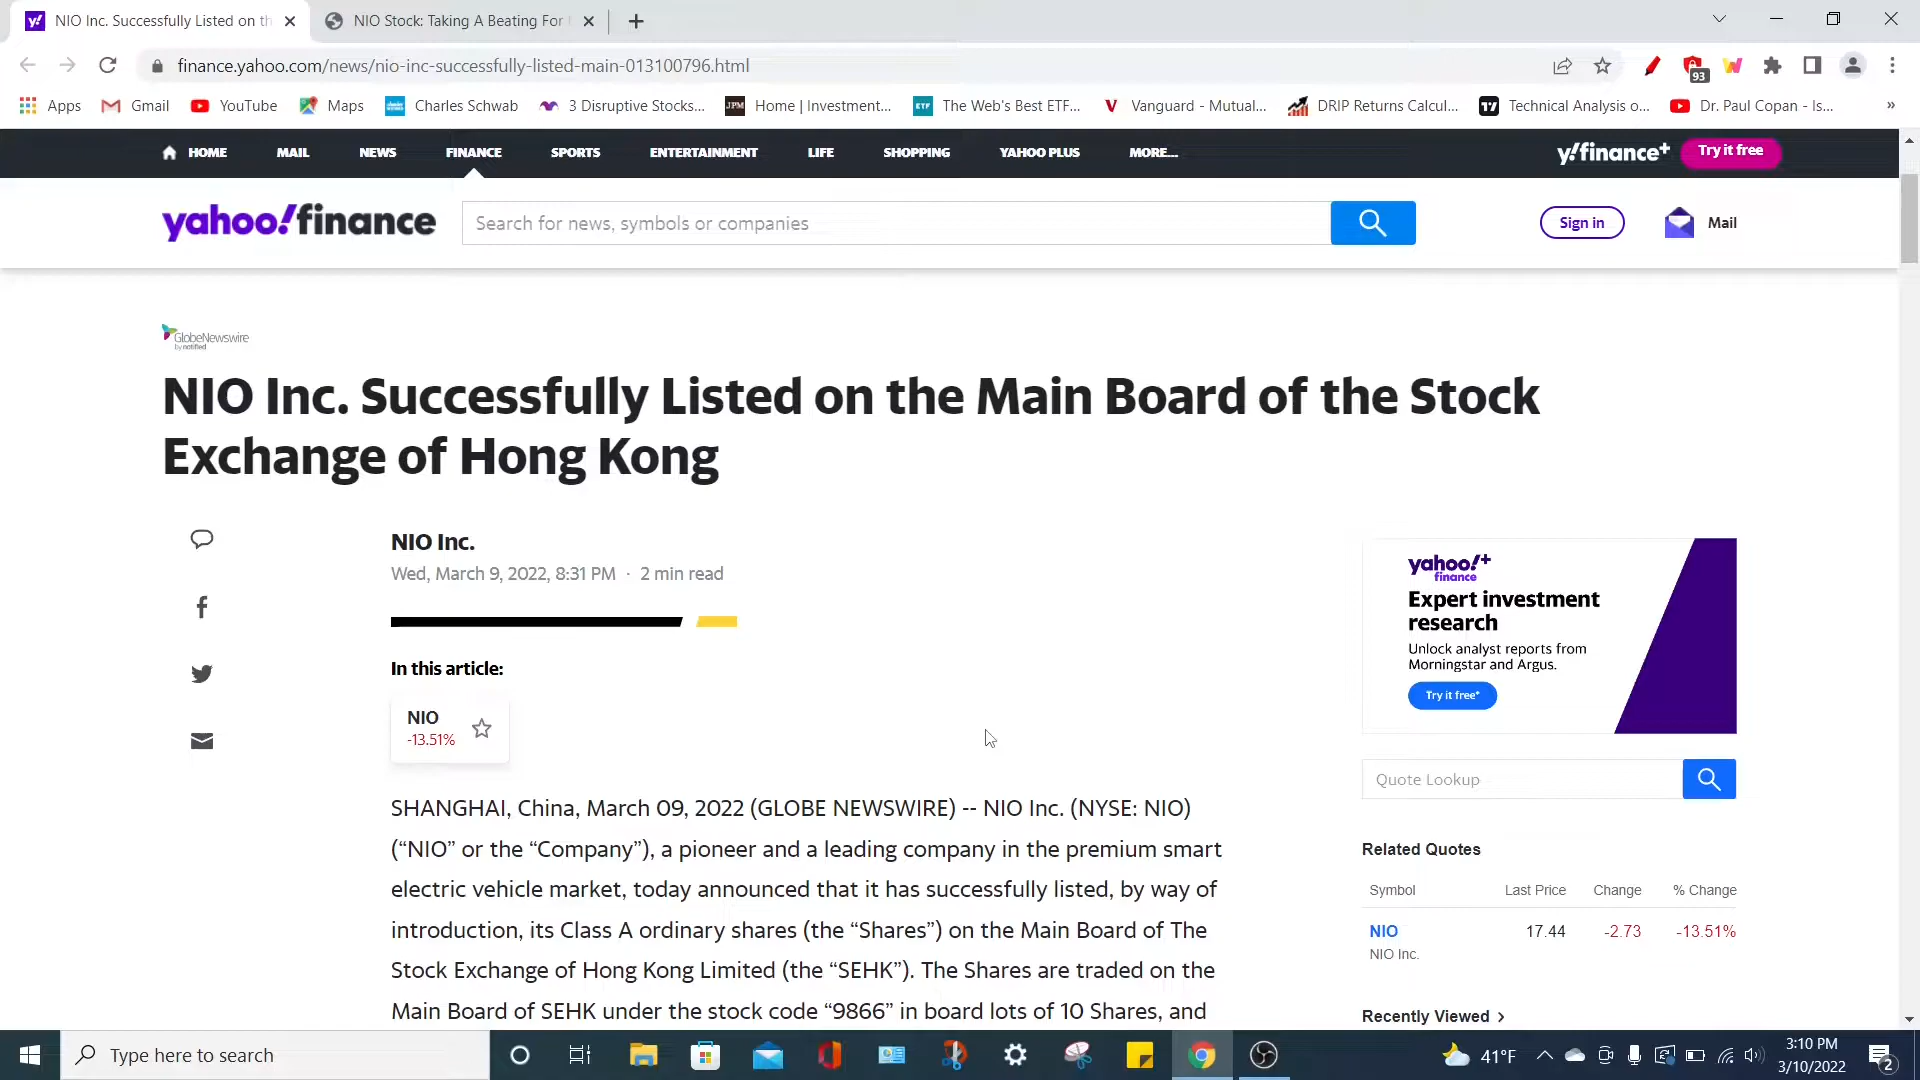 NIO Inc. Successfully Listed on th
NIO Stock: Taking A Beating For
finance.yahoo.com/news/nio-inc-successfully-listed-main-013100796.html
93
Apps
Gmail
YouTube
Maps
Charles Schwab
3 Disruptive Stocks...
JPM
Home | Investment...
ETF
The Web's Best ETF...
Vanguard - Mutual...
DRIP Returns Calcul...
Technical Analysis o...
Dr. Paul Copan - Is...
»
HOME
MAIL
NEWS
FINANCE
SPORTS
ENTERTAINMENT
LIFE
SHOPPING
YAHOO PLUS
MORE...
y!finance+
Try it free
yahoo!finance
Search for news, symbols or companies
Sign in
Mail
GlobeNewswire
by notified
NIO Inc. Successfully Listed on the Main Board of the Stock
Exchange of Hong Kong
NIO Inc.
Wed, March 9, 2022, 8:31 PM · 2 min read
In this article:
NIO
-13.51%
SHANGHAI, China, March 09, 2022 (GLOBE NEWSWIRE) -- NIO Inc. (NYSE: NIO)
(“NIO” or the “Company”), a pioneer and a leading company in the premium smart
electric vehicle market, today announced that it has successfully listed, by way of
introduction, its Class A ordinary shares (the “Shares”) on the Main Board of The
Stock Exchange of Hong Kong Limited (the “SEHK”). The Shares are traded on the
Main Board of SEHK under the stock code “9866” in board lots of 10 Shares, and
yahoo!+
finance
Expert investment
research
Unlock analyst reports from
Morningstar and Argus.
Try it free*
Quote Lookup
Related Quotes
Symbol Last Price Change % Change
NIO 17.44 -2.73 -13.51%
NIO Inc.
Recently Viewed >
Type here to search
41°F
3:10 PM
3/10/2022
2